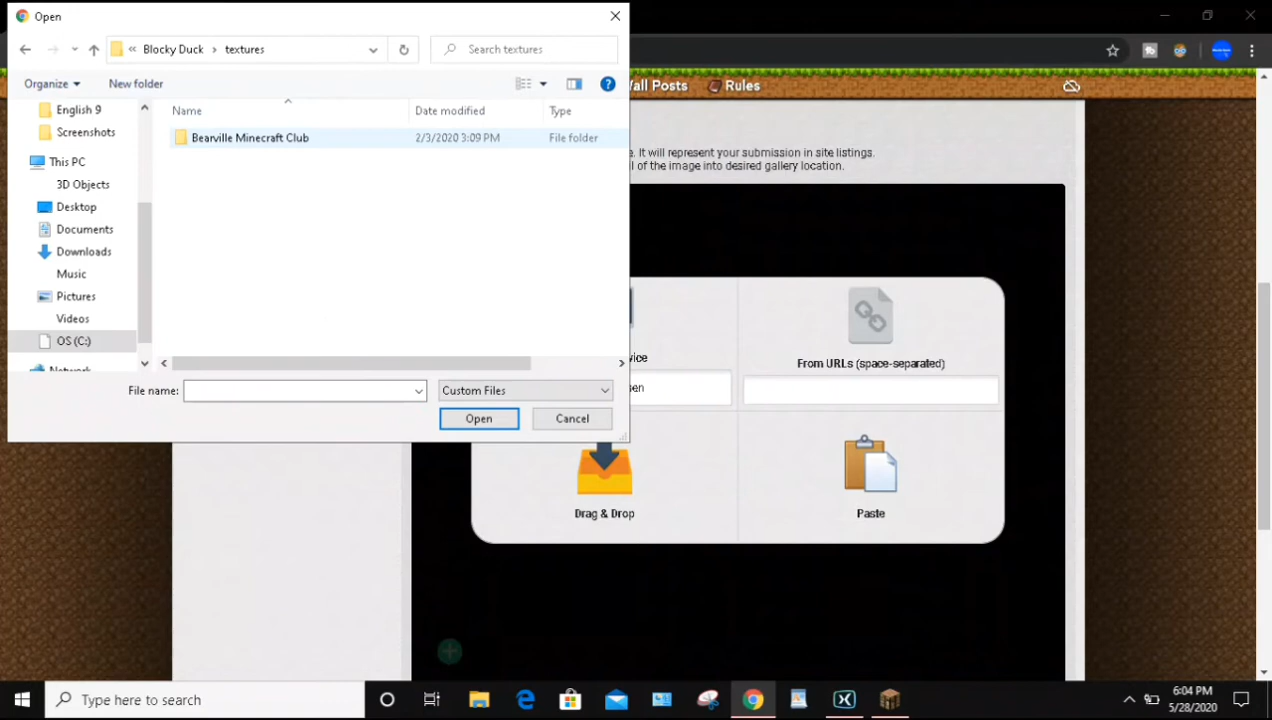 Open
« Blocky Duck › textures
Search textures
Organize
New folder
Name
Date modified
Type
English 9
Screenshots
This PC
3D Objects
Desktop
Documents
Downloads
Music
Pictures
Videos
OS (C:)
Network
Bearville Minecraft Club
2/3/2020 3:09 PM
File folder
File name:
Custom Files
Open
Cancel
Wall Posts
Rules
e. It will represent your submission in site listings.
l of the image into desired gallery location.
vice
sen
From URLs (space-separated)
Drag & Drop
Paste
Type here to search
6:04 PM
5/28/2020